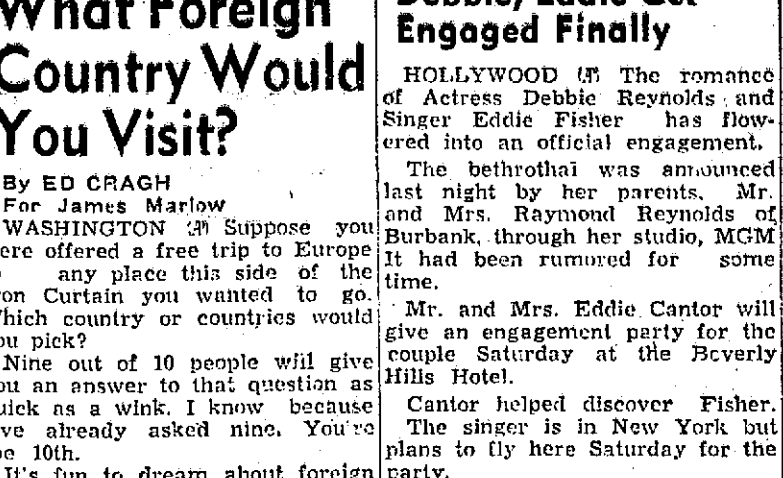 What Foreign
Country Would
You Visit?
By ED CRAGH
For James Marlow
WASHINGTON (AP) Suppose you
ere offered a free trip to Europe
any place this side of the
on Curtain you wanted to go.
hich country or countries would
ou pick?
Nine out of 10 people will give
ou an answer to that question as
uick as a wink. I know because
ve already asked nine. You're
e 10th.
It's fun to dream about foreign
Debbie, Eddie Get
Engaged Finally
HOLLYWOOD (AP) The romance
of Actress Debbie Reynolds and
Singer Eddie Fisher has flow-
ered into an official engagement.
The bethrothal was announced
last night by her parents, Mr.
and Mrs. Raymond Reynolds of
Burbank, through her studio, MGM
It had been rumored for some
time.
Mr. and Mrs. Eddie Cantor will
give an engagement party for the
couple Saturday at the Beverly
Hills Hotel.
Cantor helped discover Fisher.
The singer is in New York but
plans to fly here Saturday for the
party.